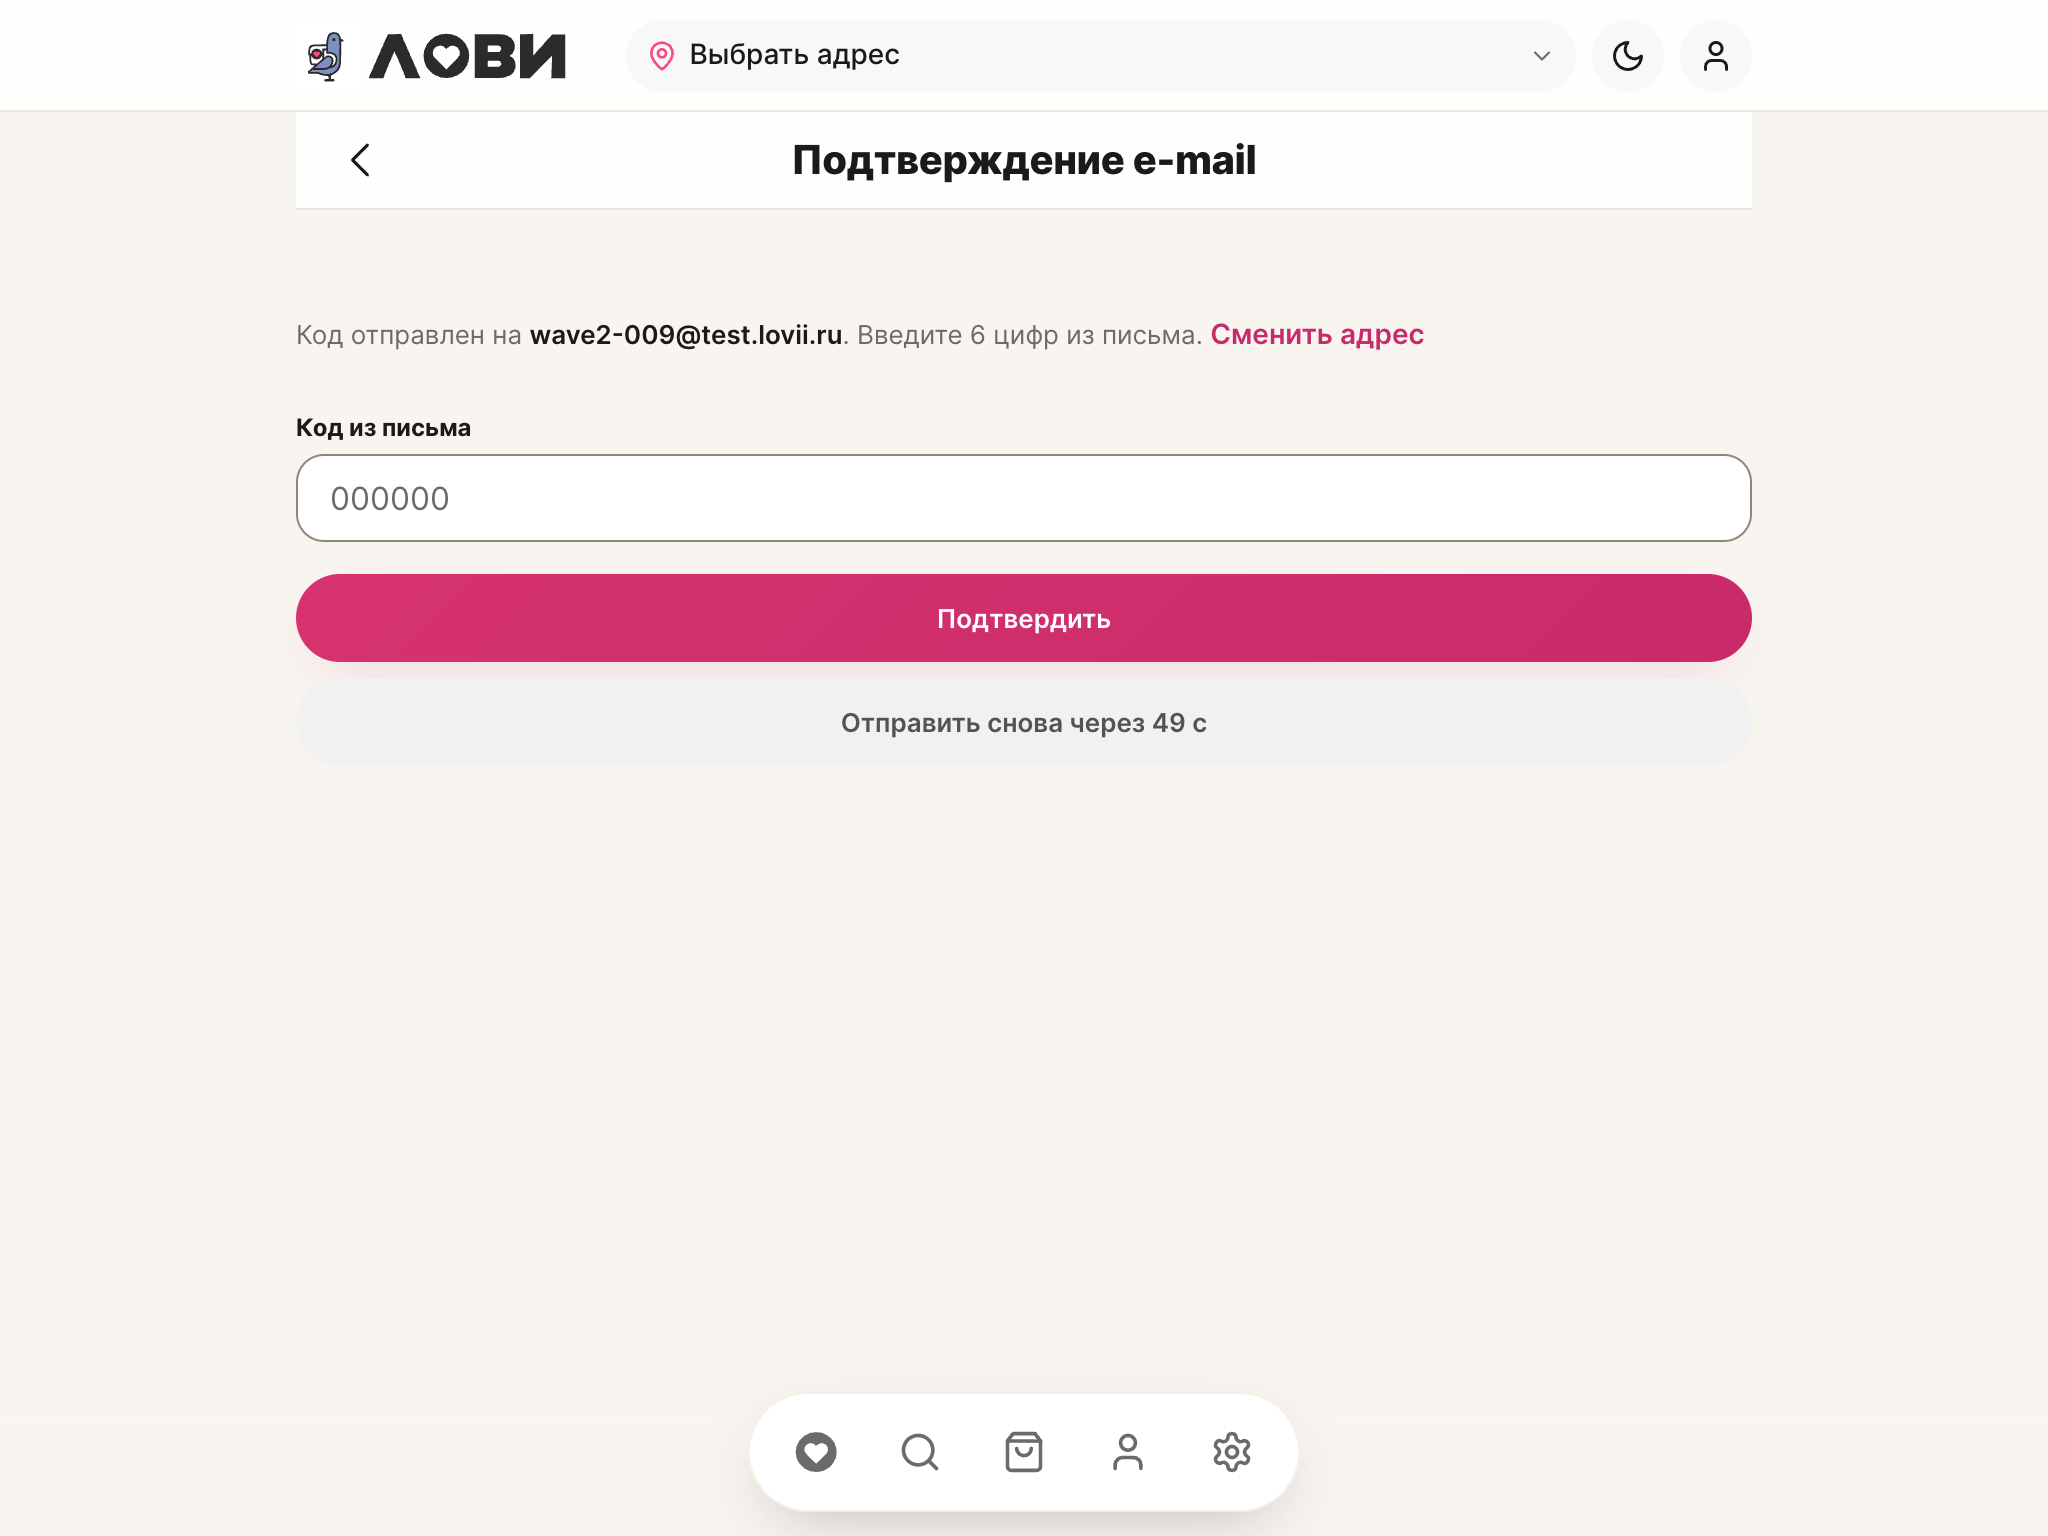 ЛОВИ
Выбрать адрес
Подтверждение e-mail
Код отправлен на wave2-009@test.lovii.ru. Введите 6 цифр из письма. Сменить адрес
Код из письма
000000
Подтвердить
Отправить снова через 49 с